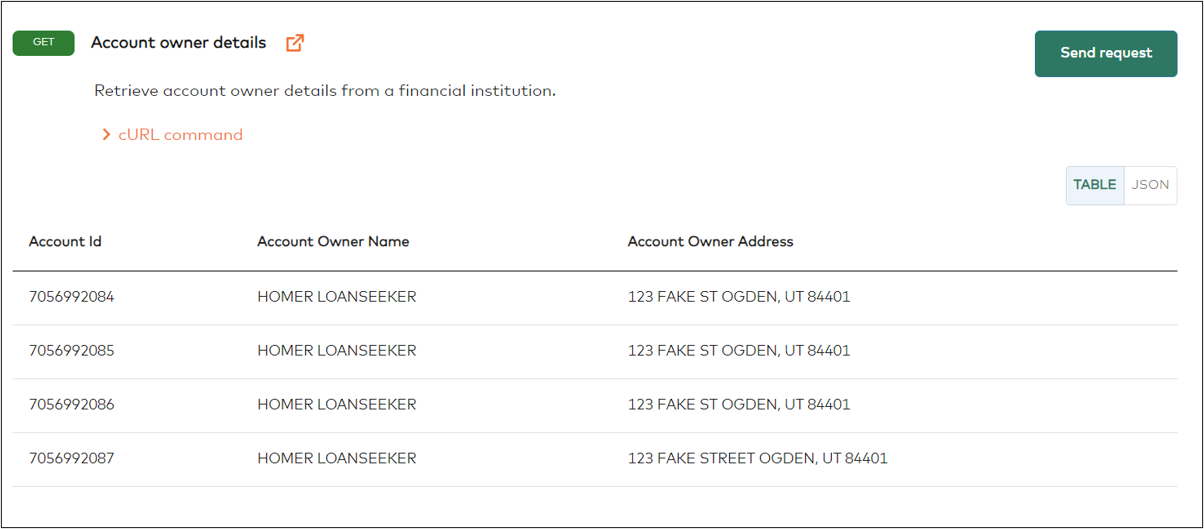 GET Account owner details
Send request
Retrieve account owner details from a financial institution.
cURL command
TABLE JSON
Account Id Account Owner Name Account Owner Address
7056992084 HOMER LOANSEEKER 123 FAKE ST OGDEN, UT 84401
7056992085 HOMER LOANSEEKER 123 FAKE ST OGDEN, UT 84401
7056992086 HOMER LOANSEEKER 123 FAKE ST OGDEN, UT 84401
7056992087 HOMER LOANSEEKER 123 FAKE STREET OGDEN, UT 84401